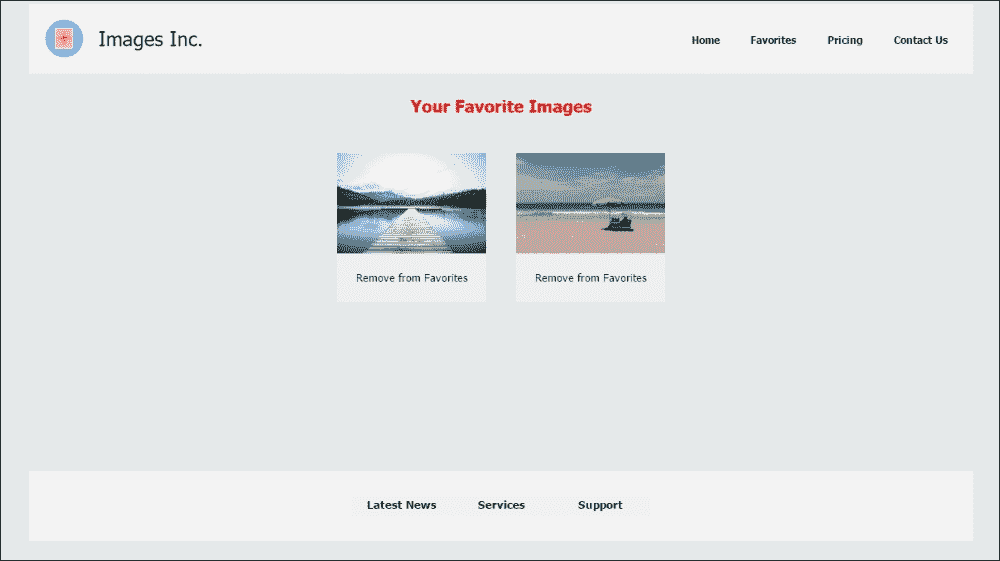 Images Inc.
Home Favorites Pricing Contact Us
Your Favorite Images
Remove from Favorites Remove from Favorites
Latest News Services Support